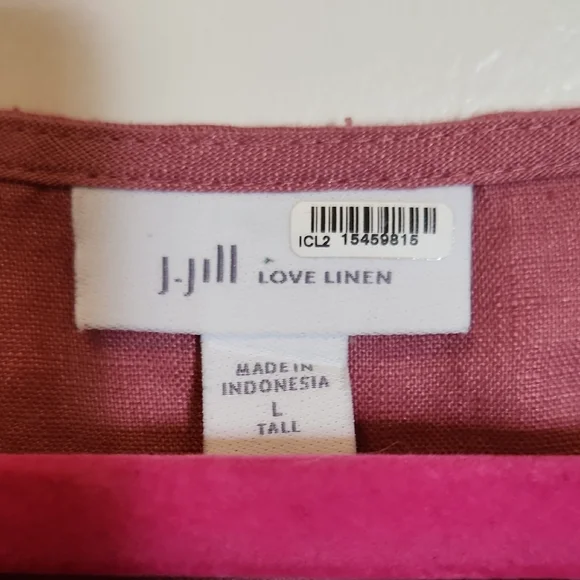 ICL2 15459815
J.Jill LOVE LINEN
MADE IN
INDONESIA
L
TALL